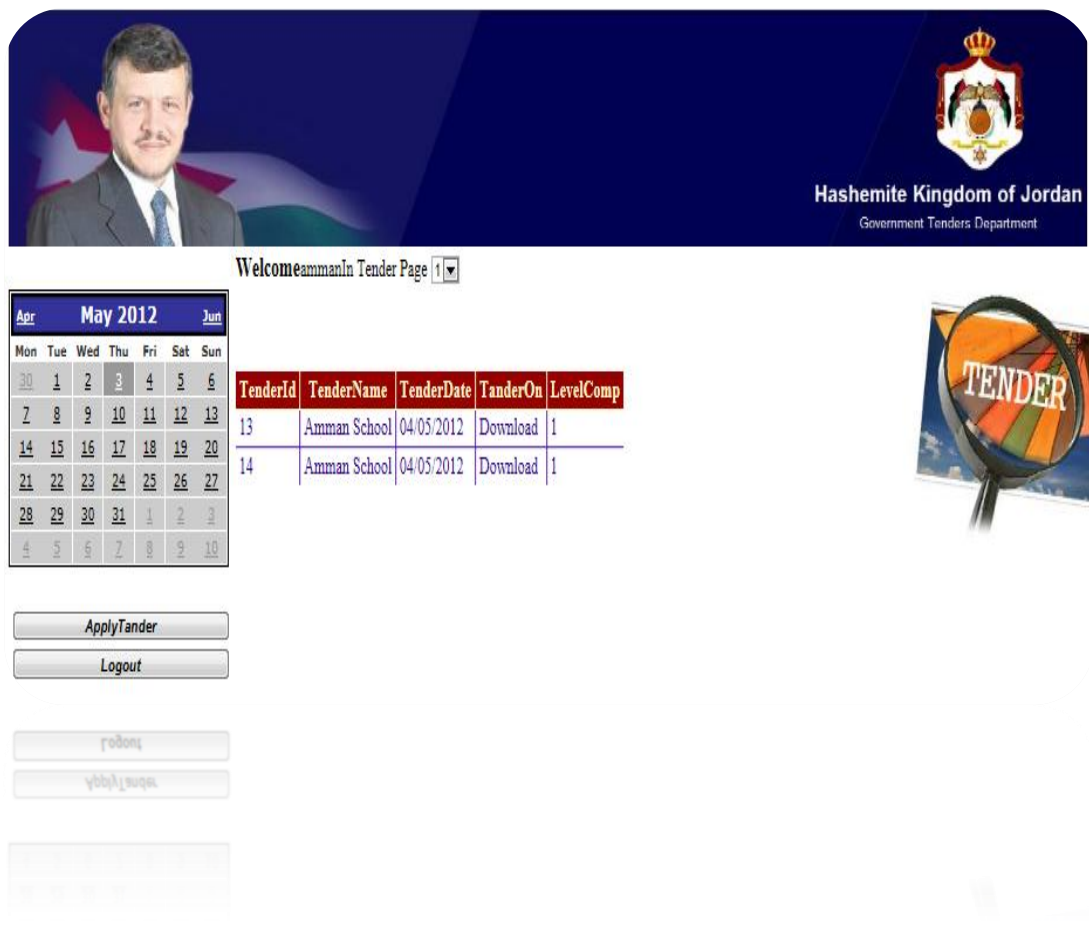 Hashemite Kingdom of Jordan
Government Tenders Department
WelcomeammanIn Tender Page 1
Apr May 2012 Jun
Mon Tue Wed Thu Fri Sat Sun
30 1 2 3 4 5 6
7 8 9 10 11 12 13
14 15 16 17 18 19 20
21 22 23 24 25 26 27
28 29 30 31 1 2 3
4 5 6 7 8 9 10
TenderId TenderName TenderDate TanderOn LevelComp
13 Amman School 04/05/2012 Download 1
14 Amman School 04/05/2012 Download 1
TENDER
ApplyTander
Logout
Logout
ApplyTander